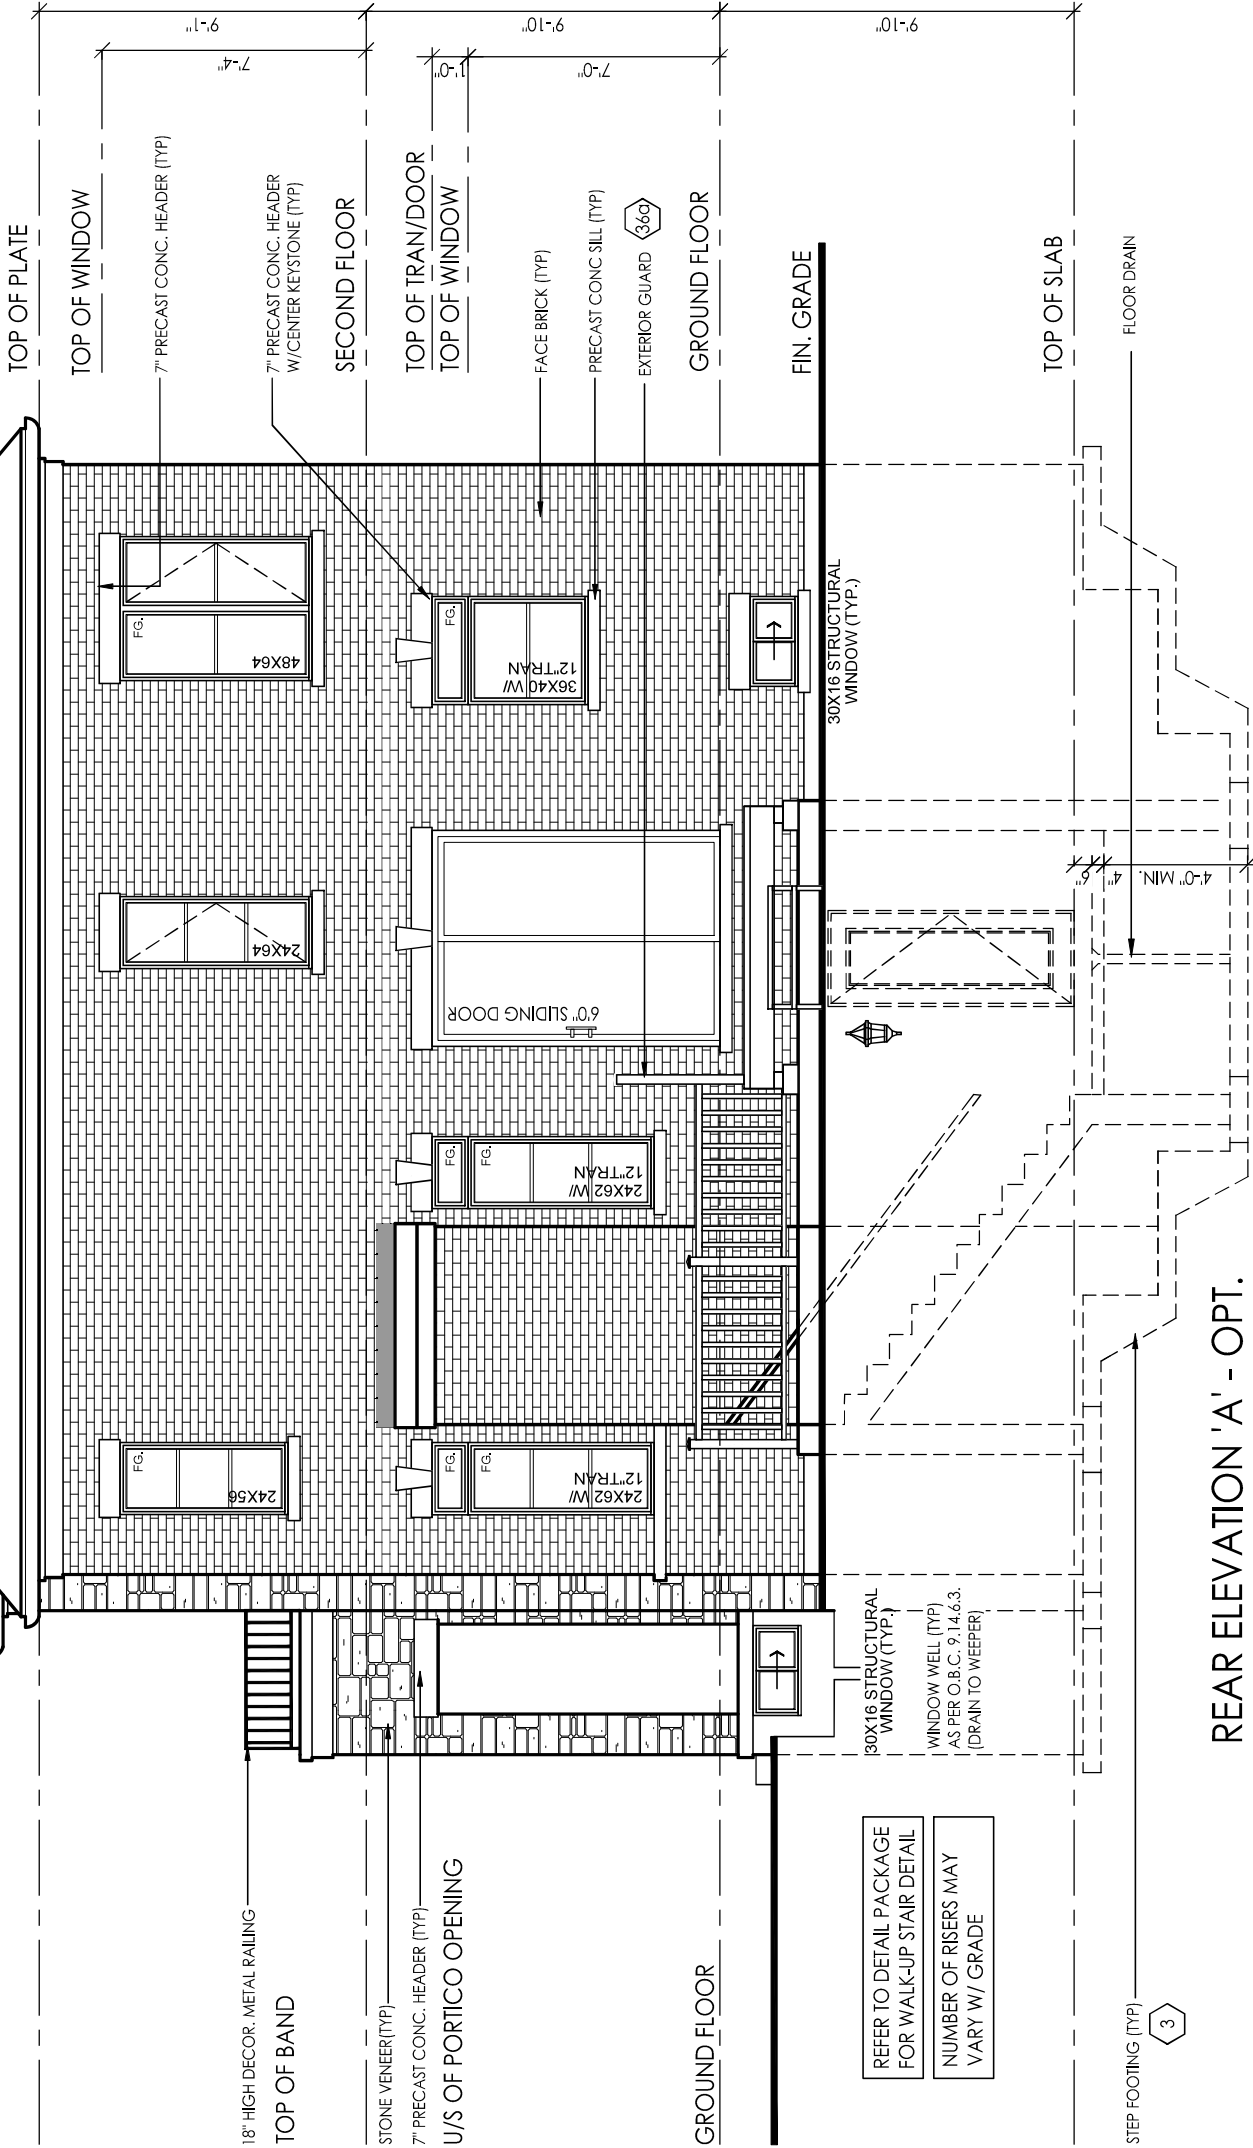 TOP OF PLATE
TOP OF WINDOW
7" PRECAST CONC. HEADER (TYP)
7" PRECAST CONC. HEADER
W/CENTER KEYSTONE (TYP)
SECOND FLOOR
TOP OF TRAN/DOOR
TOP OF WINDOW
FACE BRICK (TYP)
PRECAST CONC SILL (TYP)
EXTERIOR GUARD
36a
GROUND FLOOR
FIN. GRADE
TOP OF SLAB
FLOOR DRAIN
9'-1"
7'-4"
9'-10"
1'-0"
7'-0"
9'-10"
FG.
48X64
24X64
FG.
24X56
FG.
36X40 W/
12"TRAN
6'0" SLIDING DOOR
FG.
FG.
24X62 W/
12"TRAN
FG.
FG.
24X62 W/
12"TRAN
30X16 STRUCTURAL
WINDOW (TYP.)
6"
4"
4'-0" MIN.
18" HIGH DECOR. METAL RAILING
TOP OF BAND
STONE VENEER(TYP)
7" PRECAST CONC. HEADER (TYP)
U/S OF PORTICO OPENING
GROUND FLOOR
30X16 STRUCTURAL
WINDOW (TYP.)
WINDOW WELL (TYP)
AS PER O.B.C. 9.14.6.3.
(DRAIN TO WEEPER)
REFER TO DETAIL PACKAGE
FOR WALK-UP STAIR DETAIL
NUMBER OF RISERS MAY
VARY W/ GRADE
STEP FOOTING (TYP)
3
REAR ELEVATION 'A' - OPT.